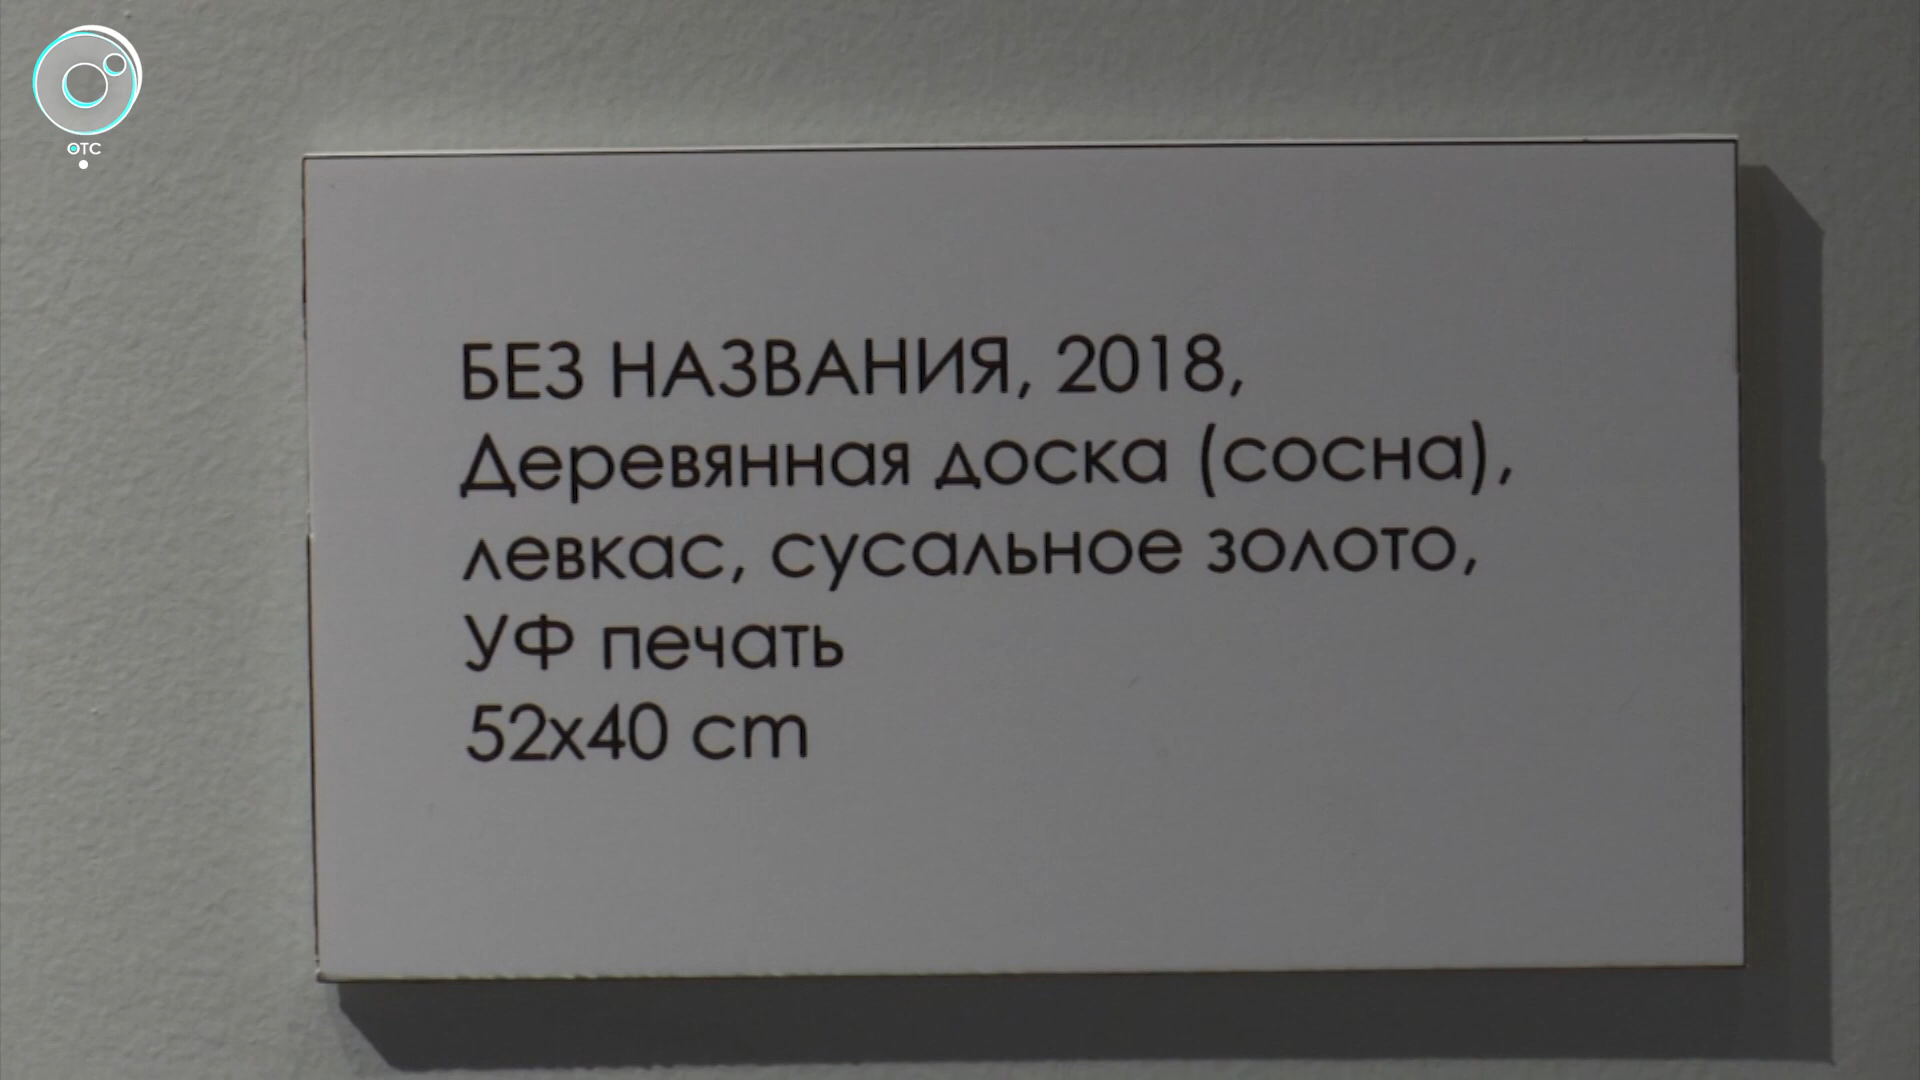 ОТС
БЕЗ НАЗВАНИЯ, 2018,
Деревянная доска (сосна),
левкас, сусальное золото,
УФ печать
52х40 cm